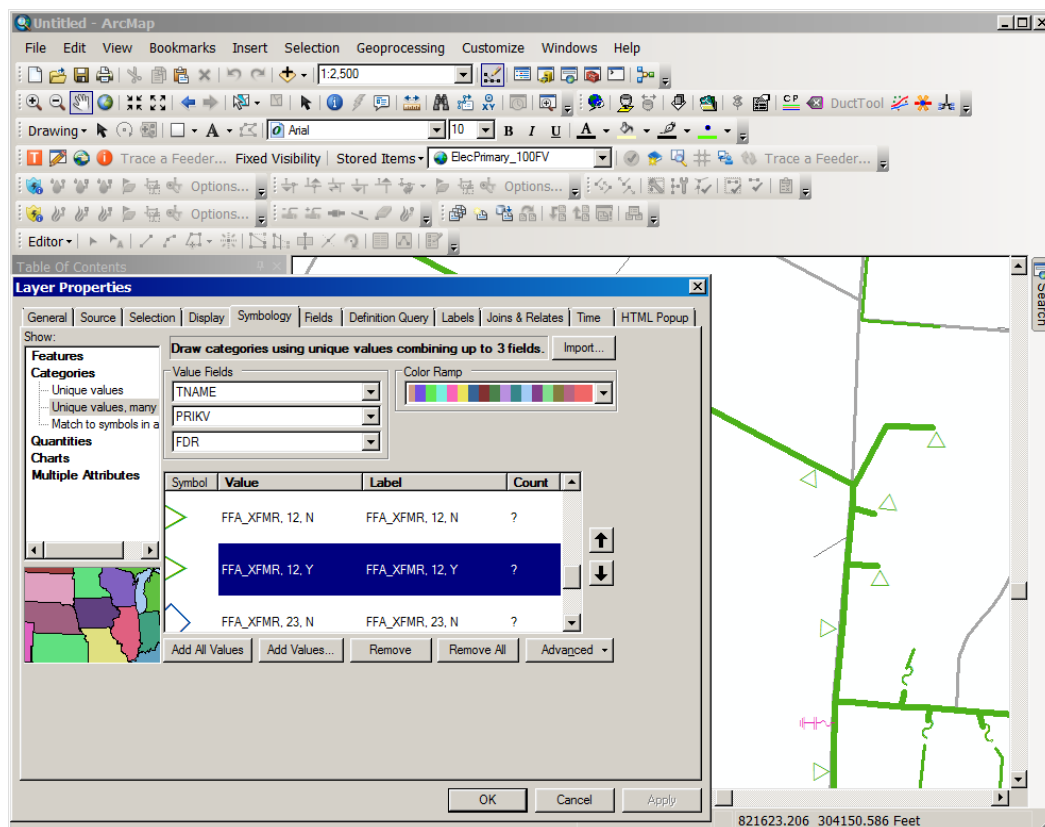 Untitled - ArcMap
File Edit View Bookmarks Insert Selection Geoprocessing Customize Windows Help
1:2,500
CP DuctTool
Drawing A Arial 10 B I U A
Trace a Feeder... Fixed Visibility Stored Items ElecPrimary_100FV Trace a Feeder...
Options... Options...
Options...
Editor
Table Of Contents
Search
Layer Properties
General Source Selection Display Symbology Fields Definition Query Labels Joins & Relates Time HTML Popup
Show:
Features
Categories
Unique values
Unique values, many
Match to symbols in a
Quantities
Charts
Multiple Attributes
Draw categories using unique values combining up to 3 fields. Import...
Value Fields Color Ramp
TNAME
PRIKV
FDR
Symbol Value Label Count
FFA_XFMR, 12, N FFA_XFMR, 12, N ?
FFA_XFMR, 12, Y FFA_XFMR, 12, Y ?
FFA_XFMR, 23, N FFA_XFMR, 23, N ?
Add All Values Add Values... Remove Remove All Advanced
OK Cancel Apply
821623.206 304150.586 Feet